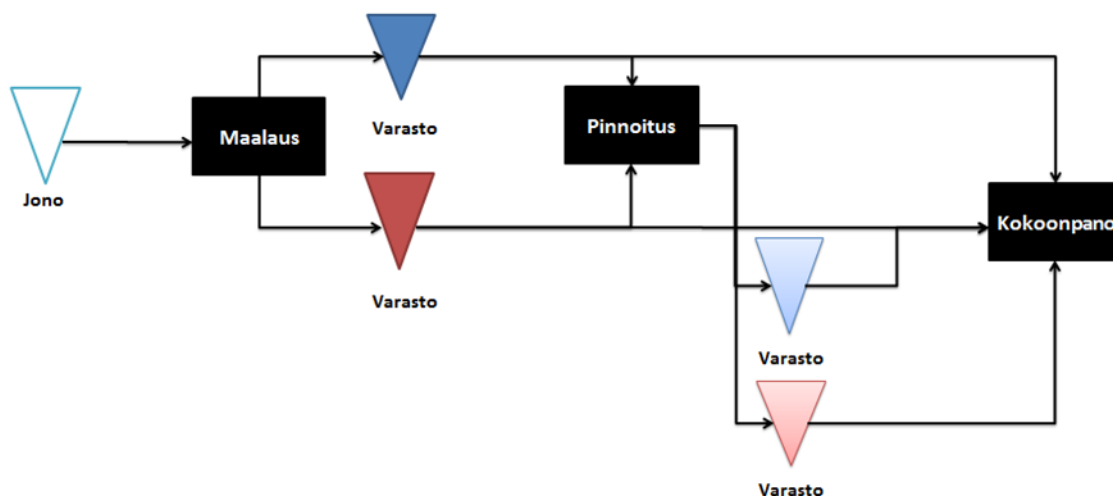 Jono
Maalaus
Varasto
Varasto
Pinnoitus
Varasto
Varasto
Kokoonpano